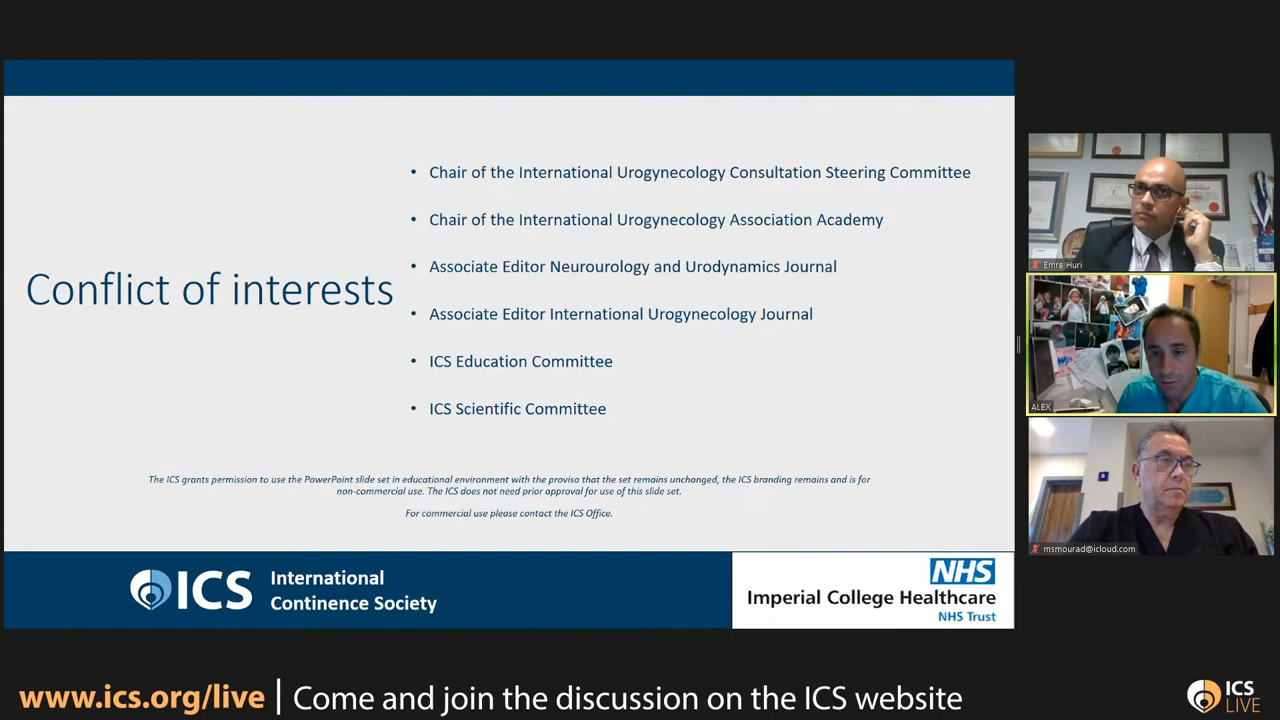 Conflict of interests
• Chair of the International Urogynecology Consultation Steering Committee
• Chair of the International Urogynecology Association Academy
• Associate Editor Neurourology and Urodynamics Journal
• Associate Editor International Urogynecology Journal
• ICS Education Committee
• ICS Scientific Committee
The ICS grants permission to use the PowerPoint slide set in educational environment with the proviso that the set remains unchanged, the ICS branding remains and is for
non-commercial use. The ICS does not need prior approval for use of this slide set.
For commercial use please contact the ICS Office.
ICS
International
Continence Society
NHS
Imperial College Healthcare
NHS Trust
Emre Huri
ALEX
msmourad@icloud.com
www.ics.org/live | Come and join the discussion on the ICS website
ICS
LIVE